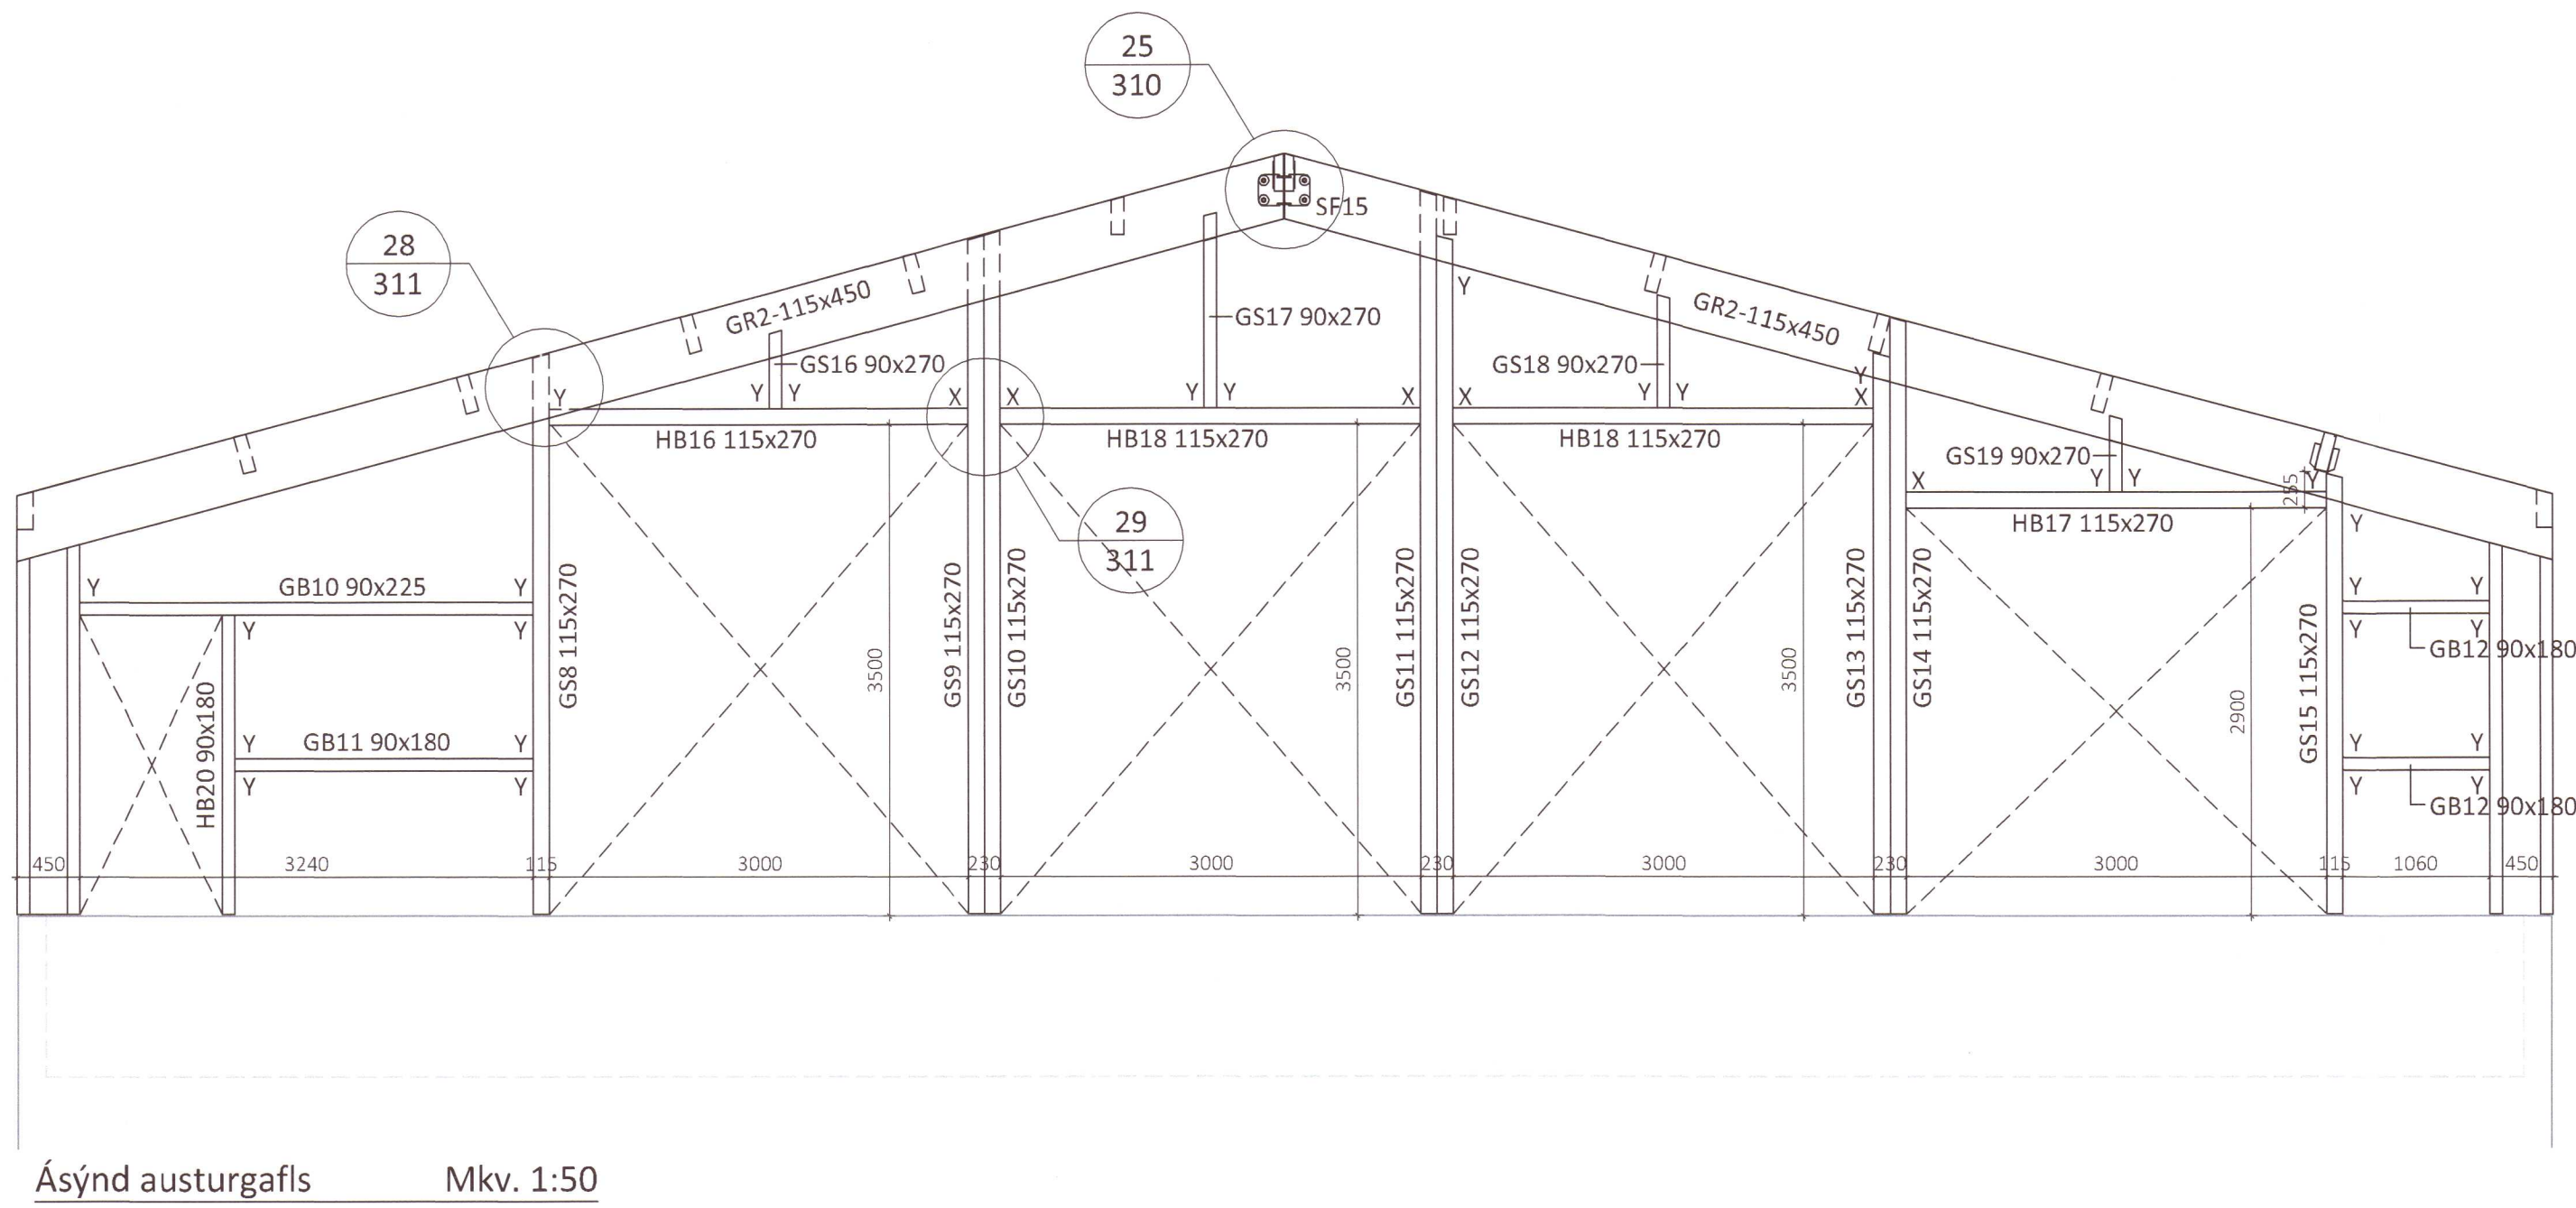 25
310
28
311
SF15
GR2-115x450
GR2-115x450
GS17 90x270
GS16 90x270
GS18 90x270
Y
Y
Y
Y
Y
X
X
Y
Y
X
X
Y
Y
Y
X
HB16 115x270
HB18 115x270
HB18 115x270
GS19 90x270
X
Y
Y
Y
255
HB17 115x270
Y
29
311
Y
GB10 90x225
Y
Y
Y
GS8 115x270
GS9 115x270
GS10 115x270
GS11 115x270
GS12 115x270
GS13 115x270
GS14 115x270
GS15 115x270
Y
Y
Y
Y
GB12 90x180
3500
3500
3500
2900
HB20 90x180
Y
GB11 90x180
Y
Y
Y
Y
Y
Y
Y
GB12 90x180
450
3240
115
3000
230
3000
230
3000
230
3000
115
1060
450
Ásýnd austurgafls Mkv. 1:50